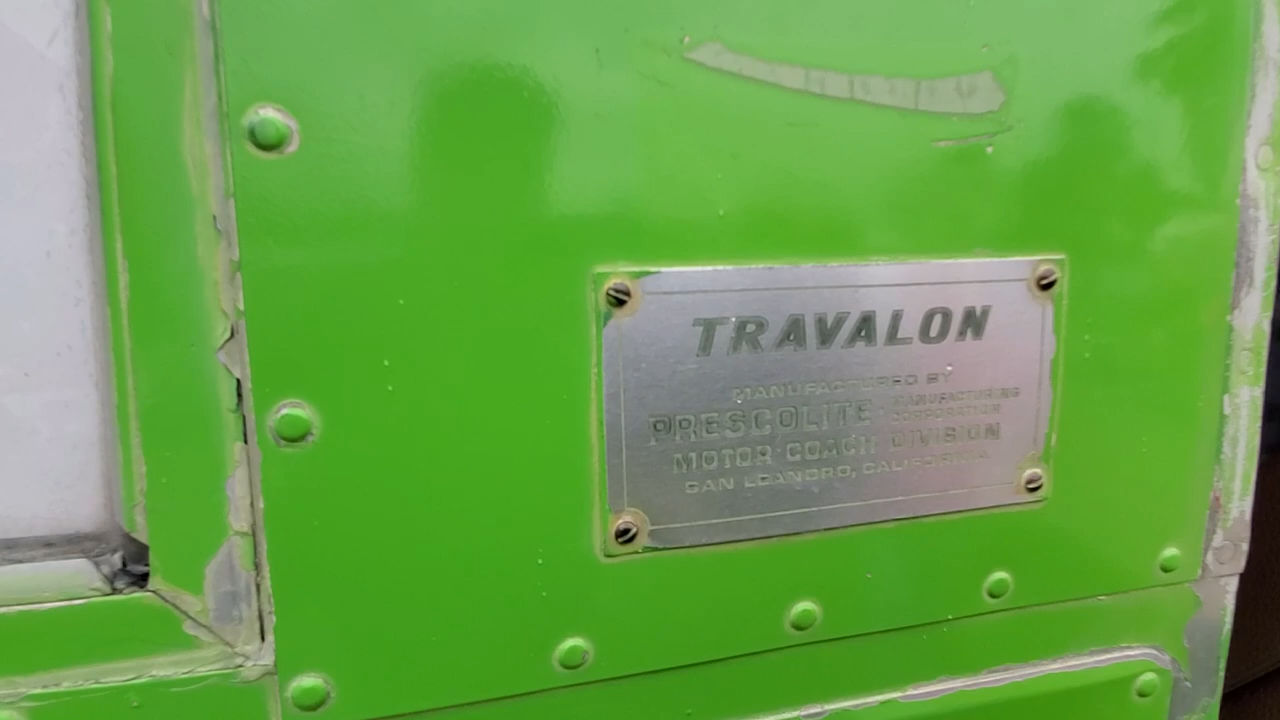 TRAVALON
MANUFACTURED BY
PRESCOLITE MANUFACTURING CORPORATION
MOTOR COACH DIVISION
SAN LEANDRO, CALIFORNIA